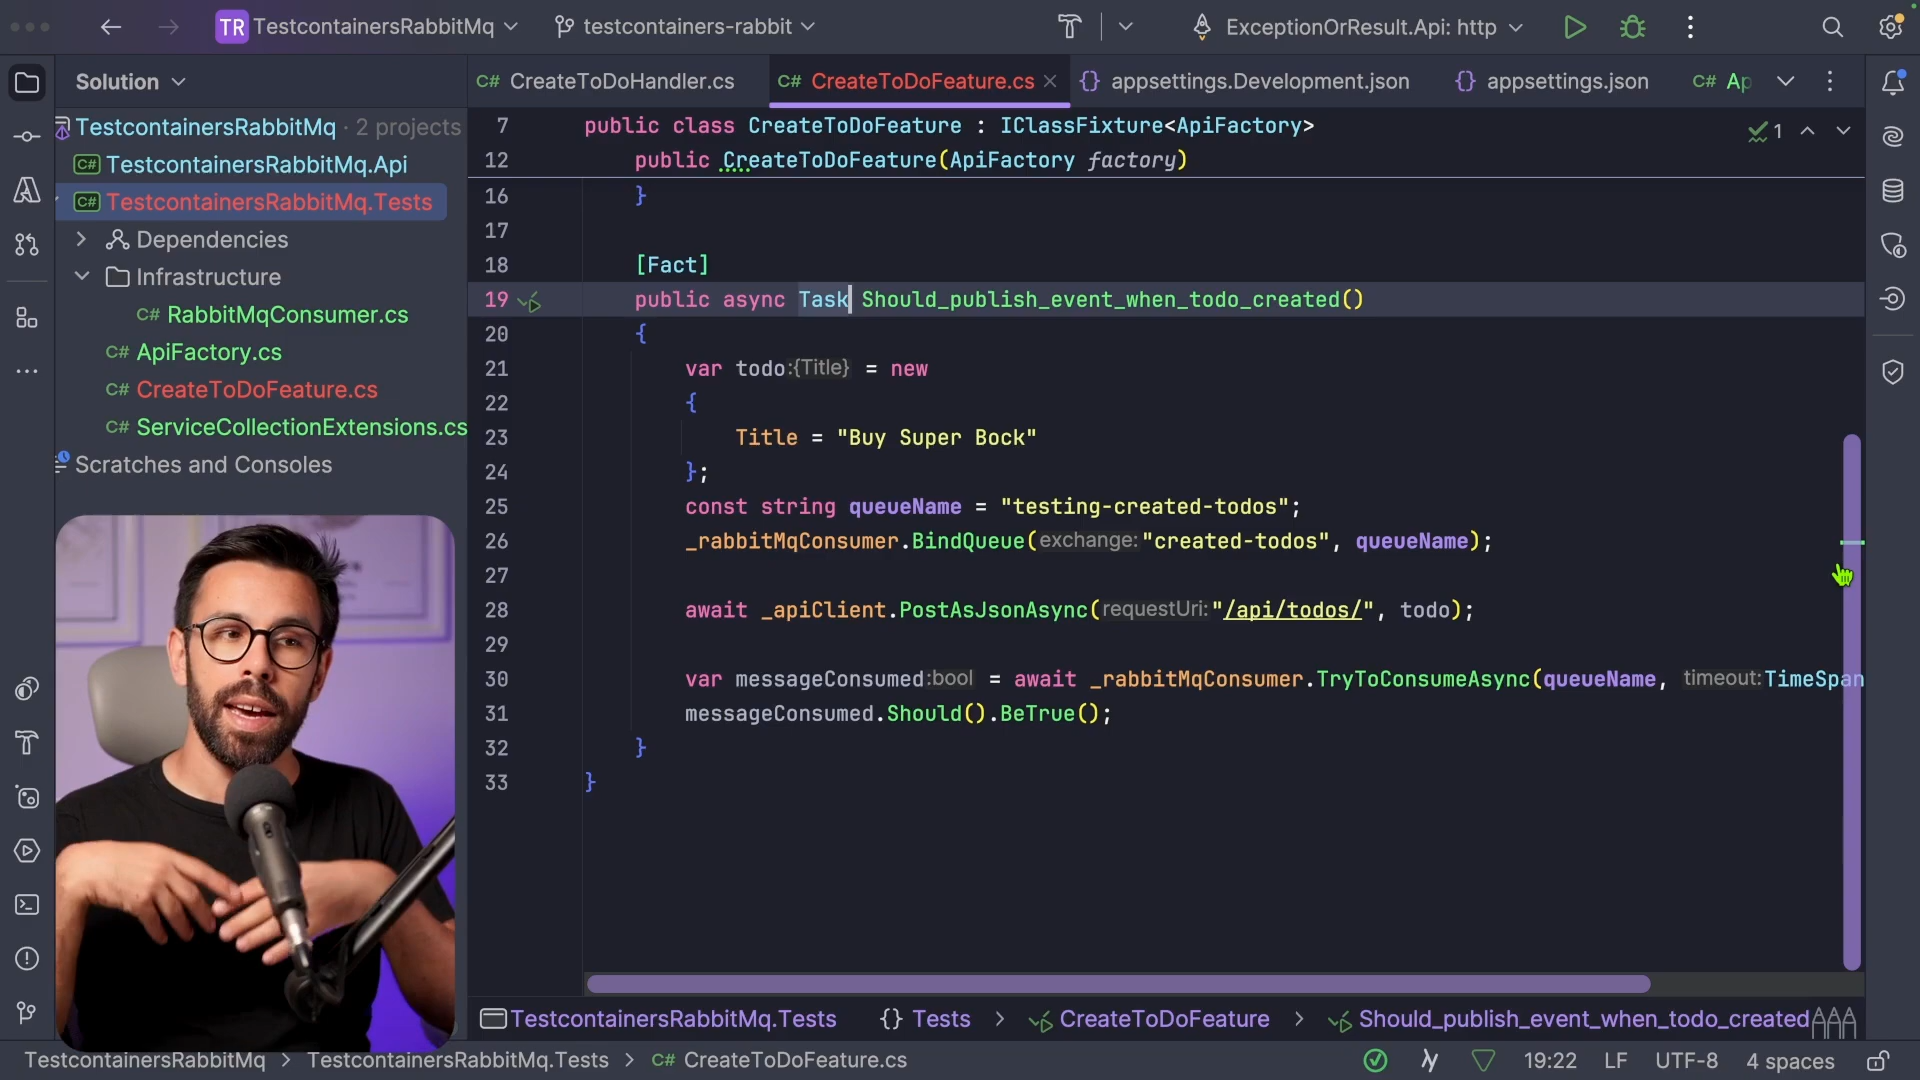 TR TestcontainersRabbitMq testcontainers-rabbit ExceptionOrResult.Api: http
Solution
TestcontainersRabbitMq · 2 projects
C# TestcontainersRabbitMq.Api
C# TestcontainersRabbitMq.Tests
Dependencies
Infrastructure
C# RabbitMqConsumer.cs
C# ApiFactory.cs
C# CreateToDoFeature.cs
C# ServiceCollectionExtensions.cs
Scratches and Consoles
C# CreateToDoHandler.cs C# CreateToDoFeature.cs {} appsettings.Development.json {} appsettings.json C# Ap
7 public class CreateToDoFeature : IClassFixture<ApiFactory>
12 public CreateToDoFeature(ApiFactory factory)
1
16 }
17
18 [Fact]
19 public async Task Should_publish_event_when_todo_created()
20 {
21 var todo:{Title} = new
22 {
23 Title = "Buy Super Bock"
24 };
25 const string queueName = "testing-created-todos";
26 _rabbitMqConsumer.BindQueue(exchange:"created-todos", queueName);
27
28 await _apiClient.PostAsJsonAsync(requestUri:"/api/todos/", todo);
29
30 var messageConsumed:bool = await _rabbitMqConsumer.TryToConsumeAsync(queueName, timeout:TimeSpan
31 messageConsumed.Should().BeTrue();
32 }
33 }
TestcontainersRabbitMq.Tests {} Tests > CreateToDoFeature > Should_publish_event_when_todo_created
TestcontainersRabbitMq > TestcontainersRabbitMq.Tests > C# CreateToDoFeature.cs 19:22 LF UTF-8 4 spaces